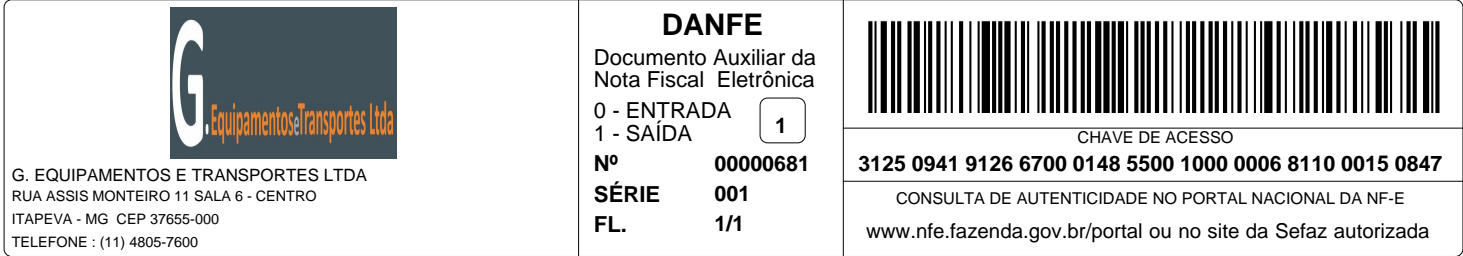 G.EquipamentoseTransportes Ltda
G. EQUIPAMENTOS E TRANSPORTES LTDA
RUA ASSIS MONTEIRO 11 SALA 6 - CENTRO
ITAPEVA - MG CEP 37655-000
TELEFONE : (11) 4805-7600
DANFE
Documento Auxiliar da
Nota Fiscal Eletrônica
0 - ENTRADA
1 - SAÍDA
1
Nº 00000681
SÉRIE 001
FL. 1/1
CHAVE DE ACESSO
3125 0941 9126 6700 0148 5500 1000 0006 8110 0015 0847
CONSULTA DE AUTENTICIDADE NO PORTAL NACIONAL DA NF-E
www.nfe.fazenda.gov.br/portal ou no site da Sefaz autorizada